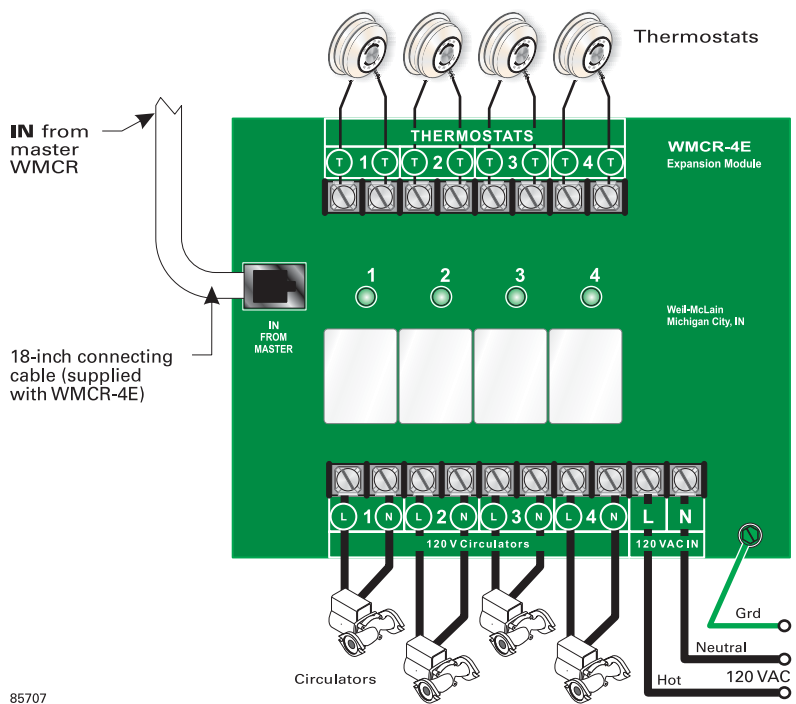 Thermostats
IN from
master
WMCR
THERMOSTATS
T 1 T T 2 T T 3 T T 4 T
WMCR-4E
Expansion Module
1 2 3 4
IN
FROM
MASTER
Weil-McLain
Michigan City, IN
18-inch connecting
cable (supplied
with WMCR-4E)
L 1 N L 2 N L 3 N L 4 N L N
120 V Circulators 120 VAC IN
Grd
Neutral
Circulators
Hot
120 VAC
85707